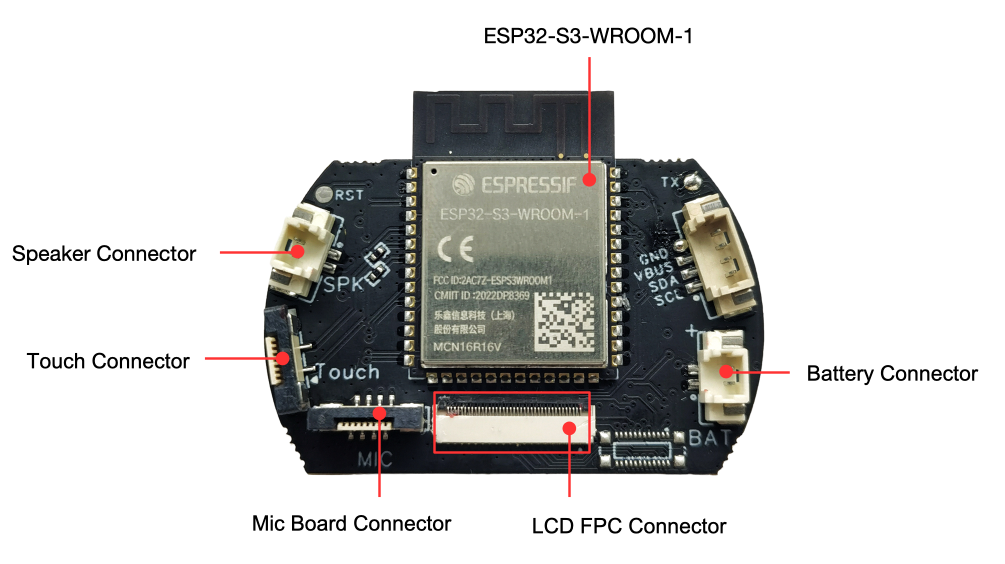 ESP32-S3-WROOM-1
ESPRESSIF
ESP32-S3-WROOM-1
CE
FCC ID:2AC7Z-ESPS3WROOM1
CMIIT ID:2022DP8369
乐鑫信息科技（上海）
股份有限公司
MCN16R16V
RST
TX
Speaker Connector
SPK
GND
VBUS
SDA
SCL
Touch Connector
Touch
+
Battery Connector
BAT
MIC
Mic Board Connector
LCD FPC Connector